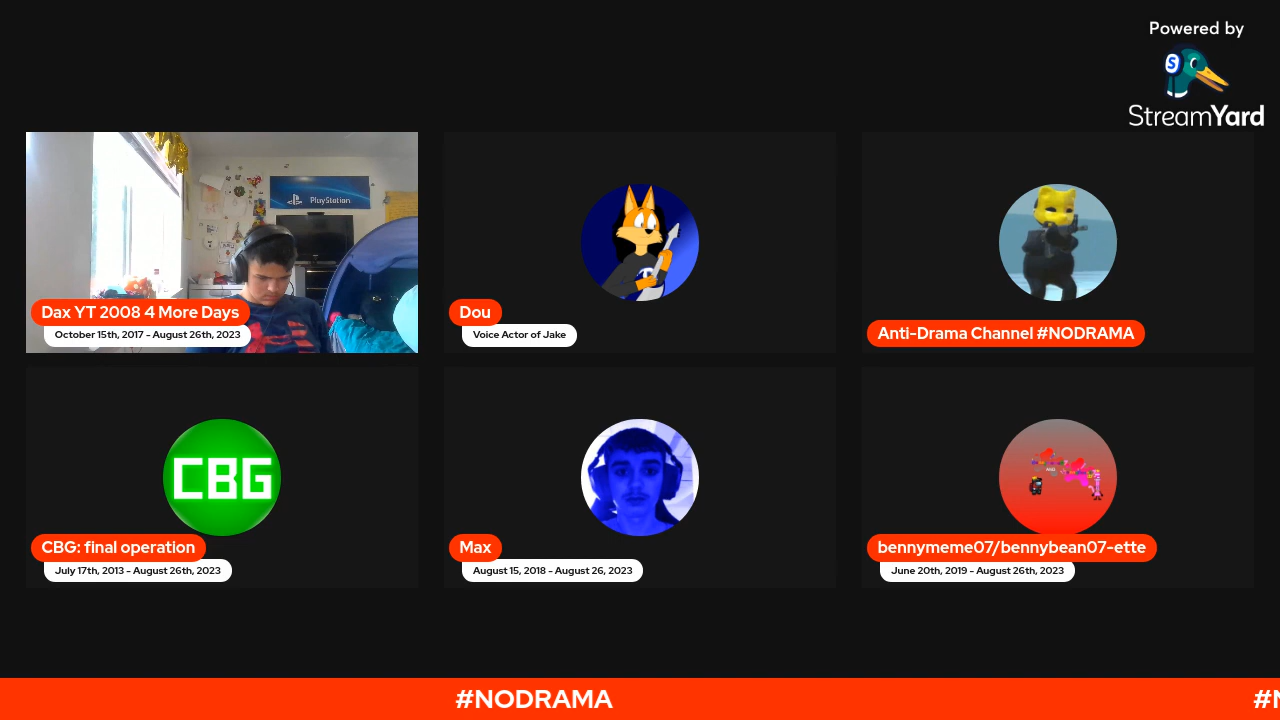 Powered by
StreamYard
PlayStation
Dax YT 2008 4 More Days
October 15th, 2017 - August 26th, 2023
Dou
Voice Actor of Jake
Anti-Drama Channel #NODRAMA
CBG
CBG: final operation
July 17th, 2013 - August 26th, 2023
Max
August 15, 2018 - August 26, 2023
bennymeme07/bennybean07-ette
June 20th, 2019 - August 26th, 2023
#NODRAMA